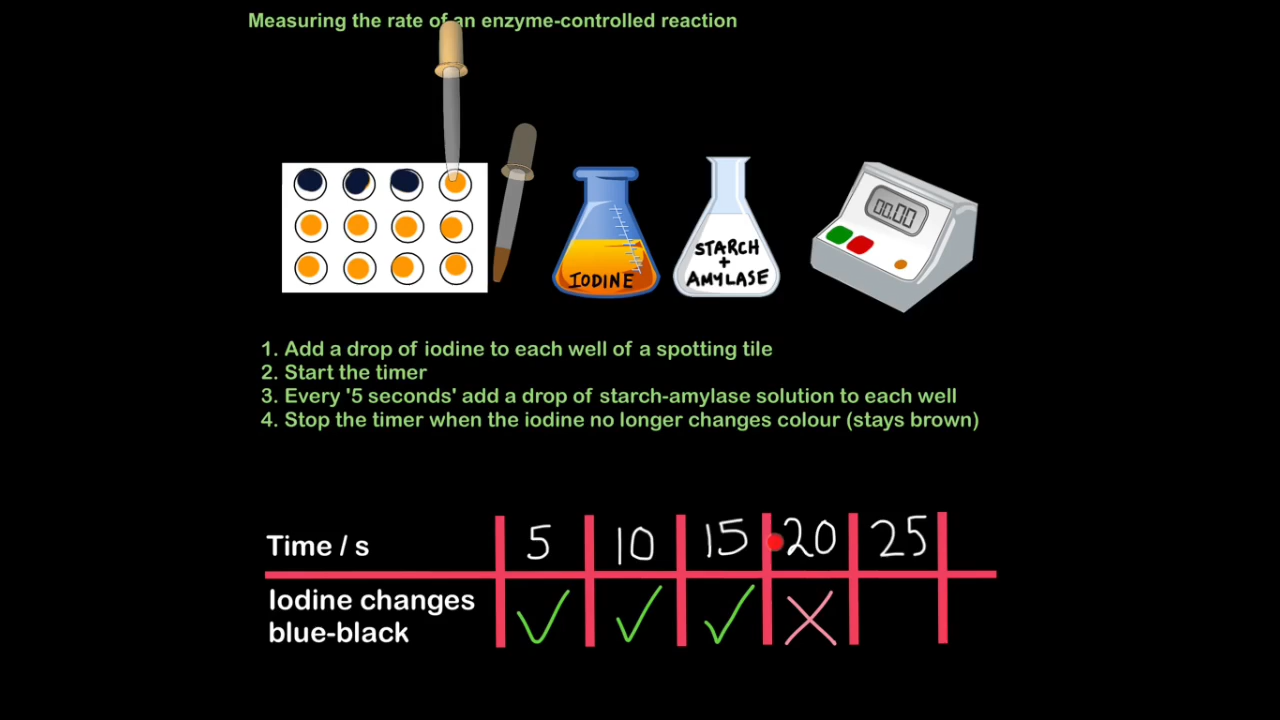 Measuring the rate of an enzyme-controlled reaction
00.00
IODINE
STARCH
+
AMYLASE
1. Add a drop of iodine to each well of a spotting tile
2. Start the timer
3. Every '5 seconds' add a drop of starch-amylase solution to each well
4. Stop the timer when the iodine no longer changes colour (stays brown)
Time / s 5 10 15 20 25
Iodine changes
blue-black